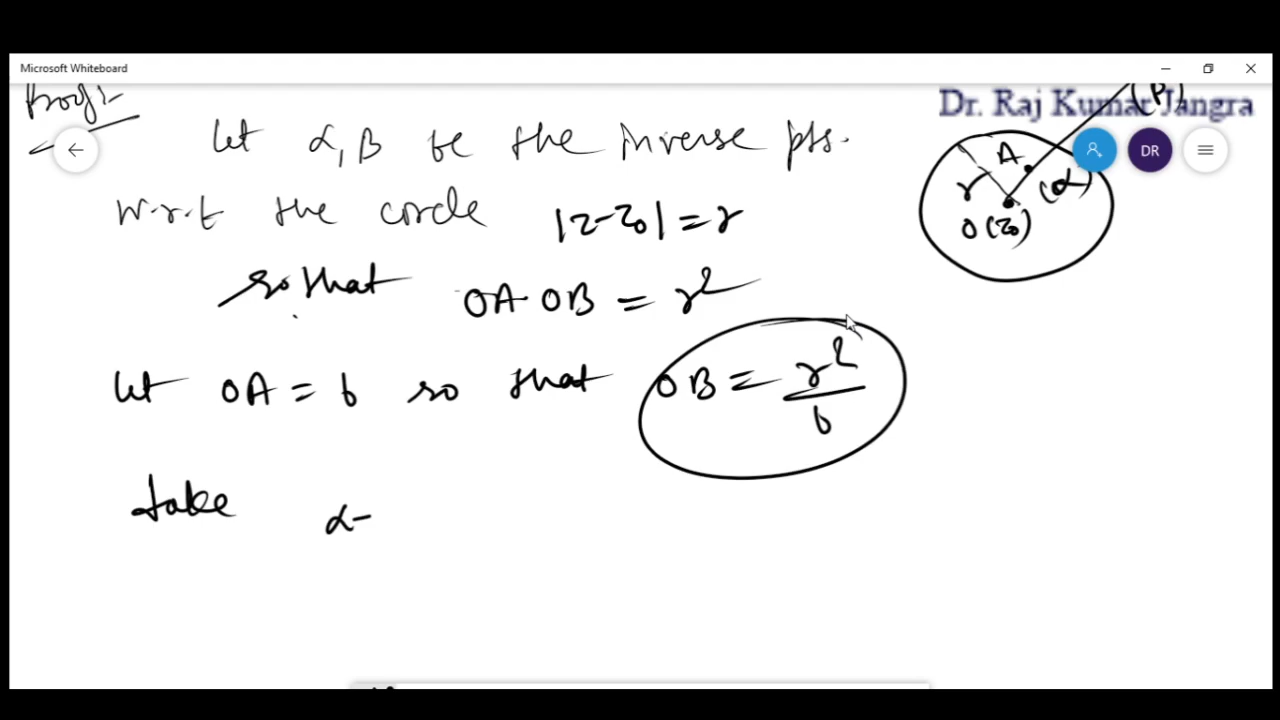 Microsoft Whiteboard
Proof:-
Dr. Raj Kumar Jangra
(B)
let α, B be the inverse pts.
A
DR
r
(α)
w.r.t the circle |z-z₀| = r
O(z₀)
so that OA. OB = r²
let OA = b so that OB = r²/b
take α-